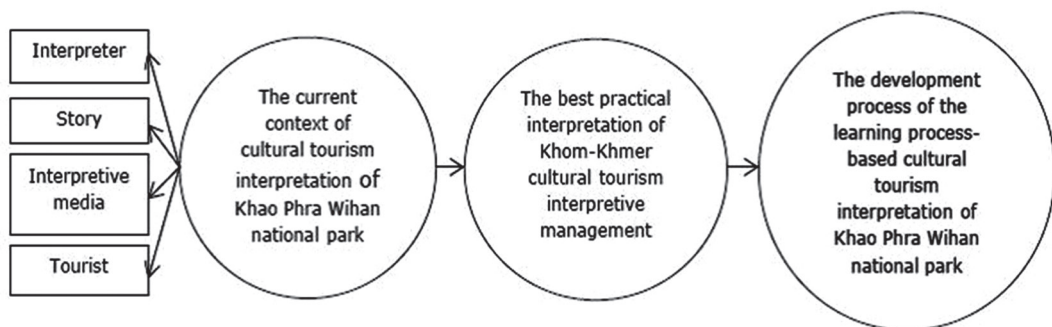 Interpreter
Story
Interpretive
media
Tourist
The current
context of
cultural tourism
interpretation of
Khao Phra Wihan
national park
The best practical
interpretation of
Khom-Khmer
cultural tourism
interpretive
management
The development
process of the
learning process-
based cultural
tourism
interpretation of
Khao Phra Wihan
national park